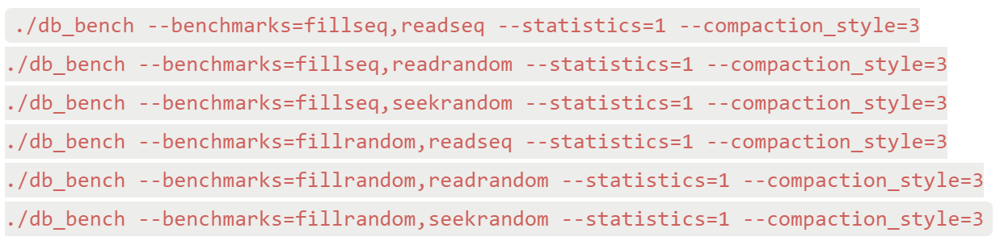 ./db_bench --benchmarks=fillseq,readseq --statistics=1 --compaction_style=3
./db_bench --benchmarks=fillseq,readrandom --statistics=1 --compaction_style=3
./db_bench --benchmarks=fillseq,seekrandom --statistics=1 --compaction_style=3
./db_bench --benchmarks=fillrandom,readseq --statistics=1 --compaction_style=3
./db_bench --benchmarks=fillrandom,readrandom --statistics=1 --compaction_style=3
./db_bench --benchmarks=fillrandom,seekrandom --statistics=1 --compaction_style=3